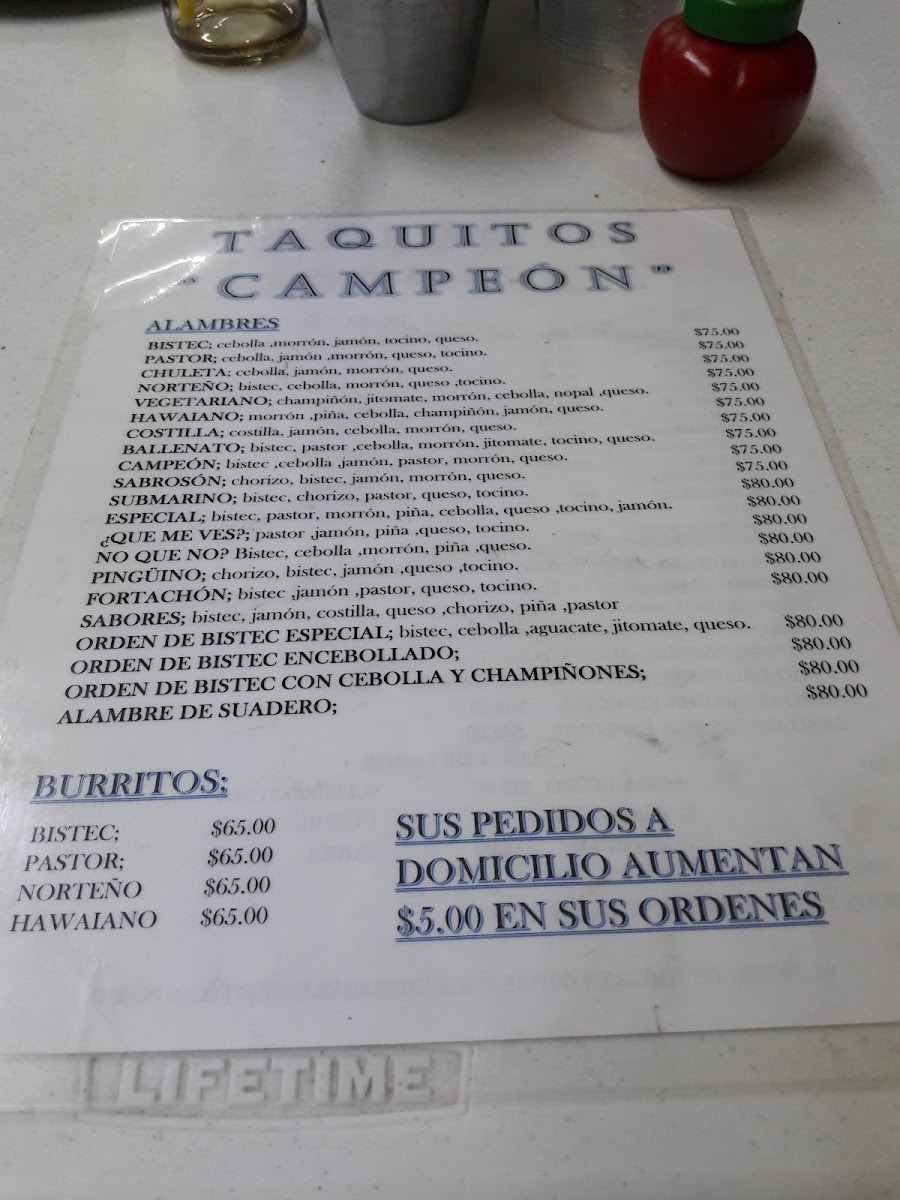 TAQUITOS
"CAMPEÓN"
ALAMBRES
BISTEC; cebolla ,morrón, jamón, tocino, queso. $75.00
PASTOR; cebolla, jamón ,morrón, queso, tocino. $75.00
CHULETA; cebolla, jamón, morrón, queso. $75.00
NORTEÑO; bistec, cebolla, morrón, queso ,tocino. $75.00
VEGETARIANO; champiñón, jitomate, morrón, cebolla, nopal ,queso. $75.00
HAWAIANO; morrón ,piña, cebolla, champiñón, jamón, queso. $75.00
COSTILLA; costilla, jamón, cebolla, morrón, queso. $75.00
BALLENATO; bistec, pastor ,cebolla, morrón, jitomate, tocino, queso. $75.00
CAMPEÓN; bistec ,cebolla ,jamón, pastor, morrón, queso. $75.00
SABROSÓN; chorizo, bistec, jamón, morrón, queso. $75.00
SUBMARINO; bistec, chorizo, pastor, queso, tocino. $80.00
ESPECIAL; bistec, pastor, morrón, piña, cebolla, queso ,tocino, jamón. $80.00
¿QUE ME VES?; pastor ,jamón, piña ,queso, tocino. $80.00
NO QUE NO? Bistec, cebolla ,morrón, piña ,queso. $80.00
PINGÜINO; chorizo, bistec, jamón ,queso ,tocino. $80.00
FORTACHÓN; bistec ,jamón ,pastor, queso, tocino. $80.00
SABORES; bistec, jamón, costilla, queso ,chorizo, piña ,pastor
ORDEN DE BISTEC ESPECIAL; bistec, cebolla ,aguacate, jitomate, queso. $80.00
ORDEN DE BISTEC ENCEBOLLADO; $80.00
ORDEN DE BISTEC CON CEBOLLA Y CHAMPIÑONES; $80.00
ALAMBRE DE SUADERO; $80.00
BURRITOS;
BISTEC; $65.00
PASTOR; $65.00
NORTEÑO $65.00
HAWAIANO $65.00
SUS PEDIDOS A
DOMICILIO AUMENTAN
$5.00 EN SUS ORDENES
LIFETIME